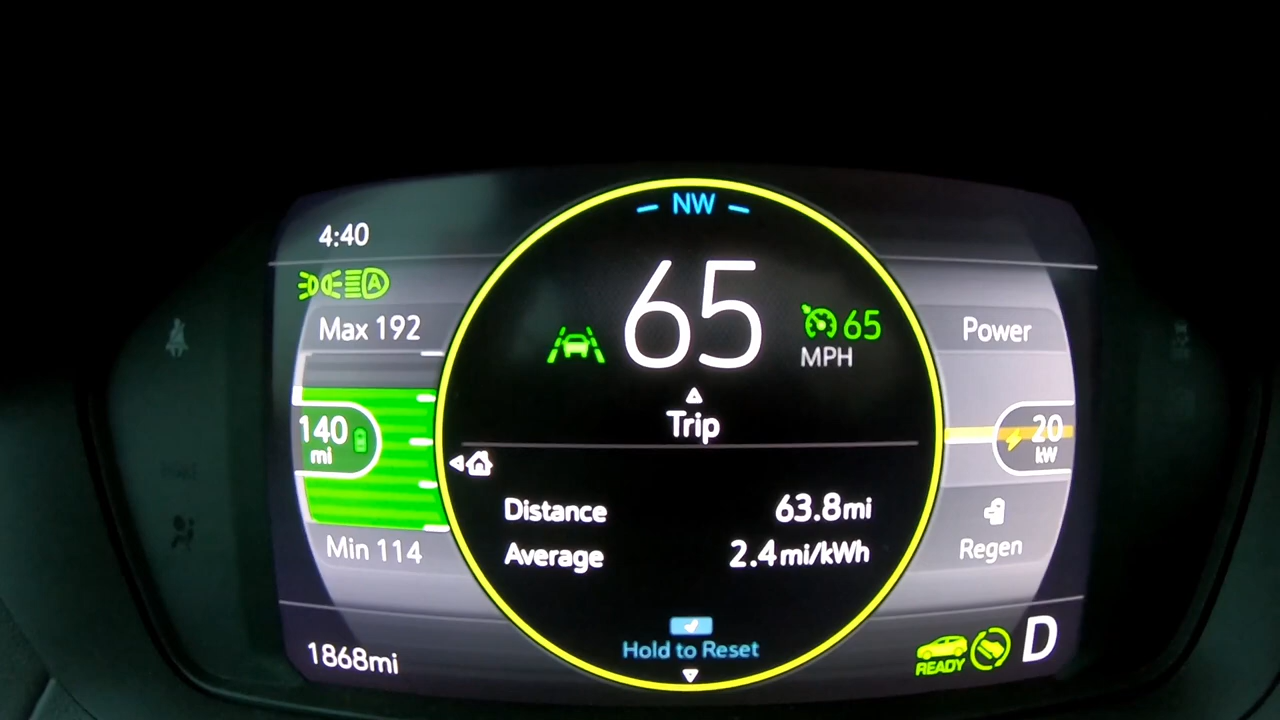 NW
4:40
A
Max 192
65
65
MPH
Power
Trip
140
mi
20
kW
Distance 63.8mi
Average 2.4mi/kWh
Min 114
Regen
Hold to Reset
1868mi
READY
D